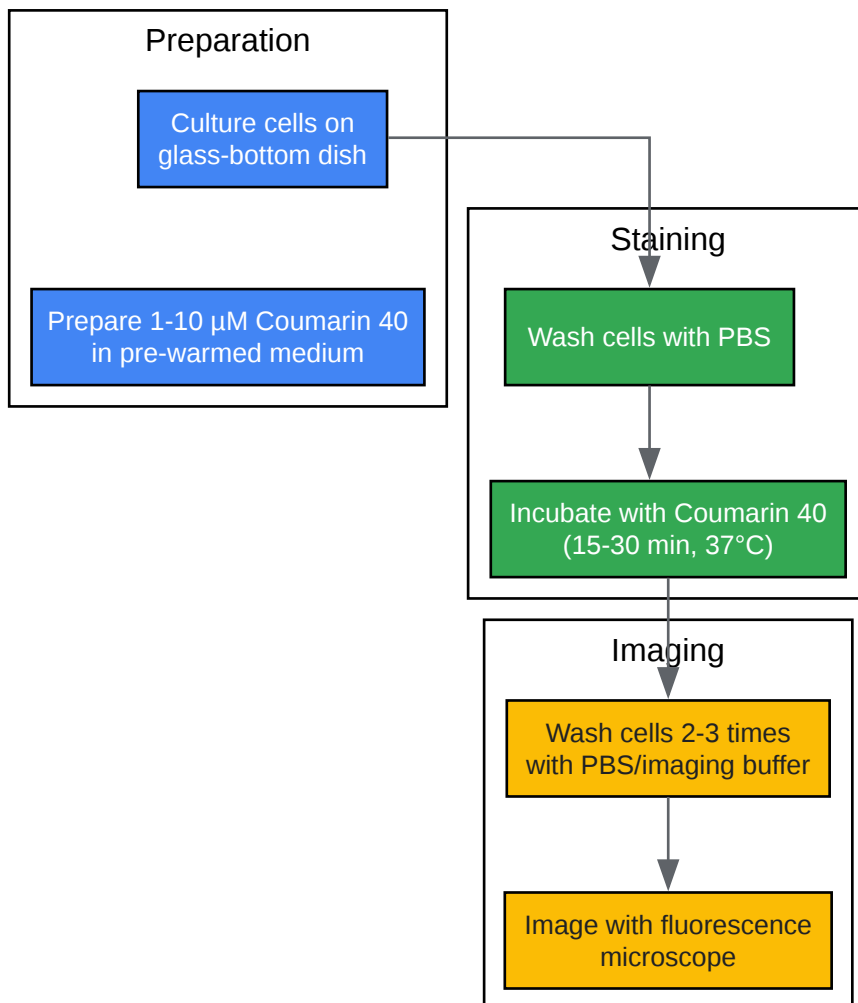 Preparation
Culture cells on
glass-bottom dish
Prepare 1-10 µM Coumarin 40
in pre-warmed medium
Staining
Wash cells with PBS
Incubate with Coumarin 40
(15-30 min, 37°C)
Imaging
Wash cells 2-3 times
with PBS/imaging buffer
Image with fluorescence
microscope